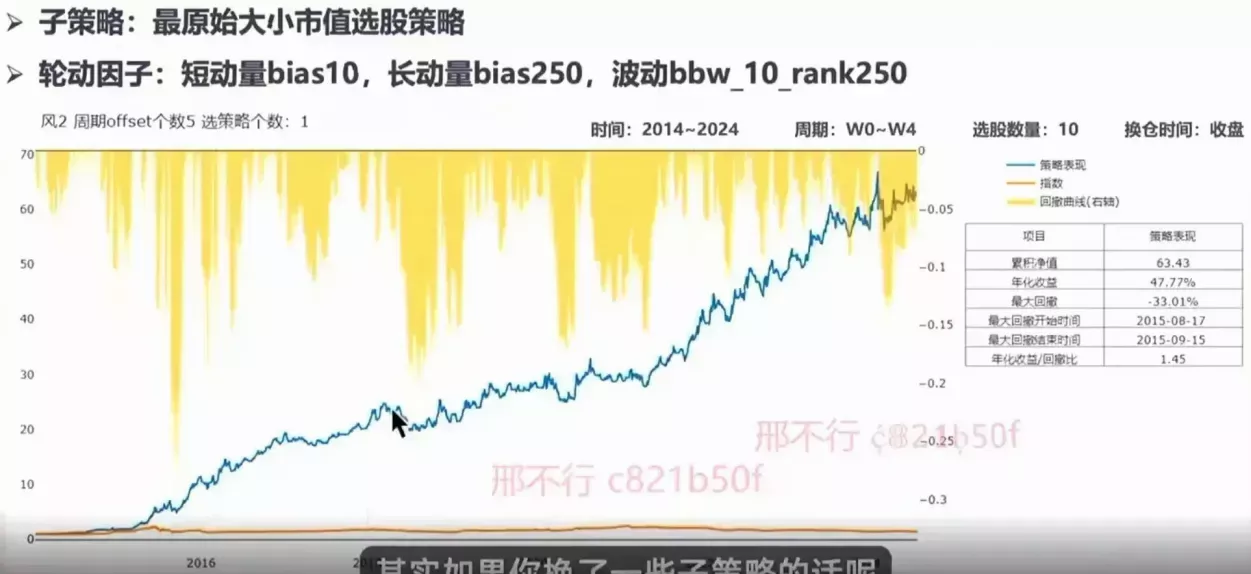 ➢ 子策略：最原始大小市值选股策略
➢ 轮动因子：短动量bias10，长动量bias250，波动bbw_10_rank250
风2 周期offset个数5 选策略个数：1
时间：2014~2024 周期：W0~W4 选股数量：10 换仓时间：收盘
70
60
50
40
30
20
10
0
0
−0.05
−0.1
−0.15
−0.2
−0.25
−0.3
2016
策略表现
指数
回撤曲线(右轴)
项目 策略表现
累积净值 63.43
年化收益 47.77%
最大回撤 -33.01%
最大回撤开始时间 2015-08-17
最大回撤结束时间 2015-09-15
年化收益/回撤比 1.45
邢不行 c821b50f
邢不行 c821b50f
其实如果你换了一些子策略的话呢